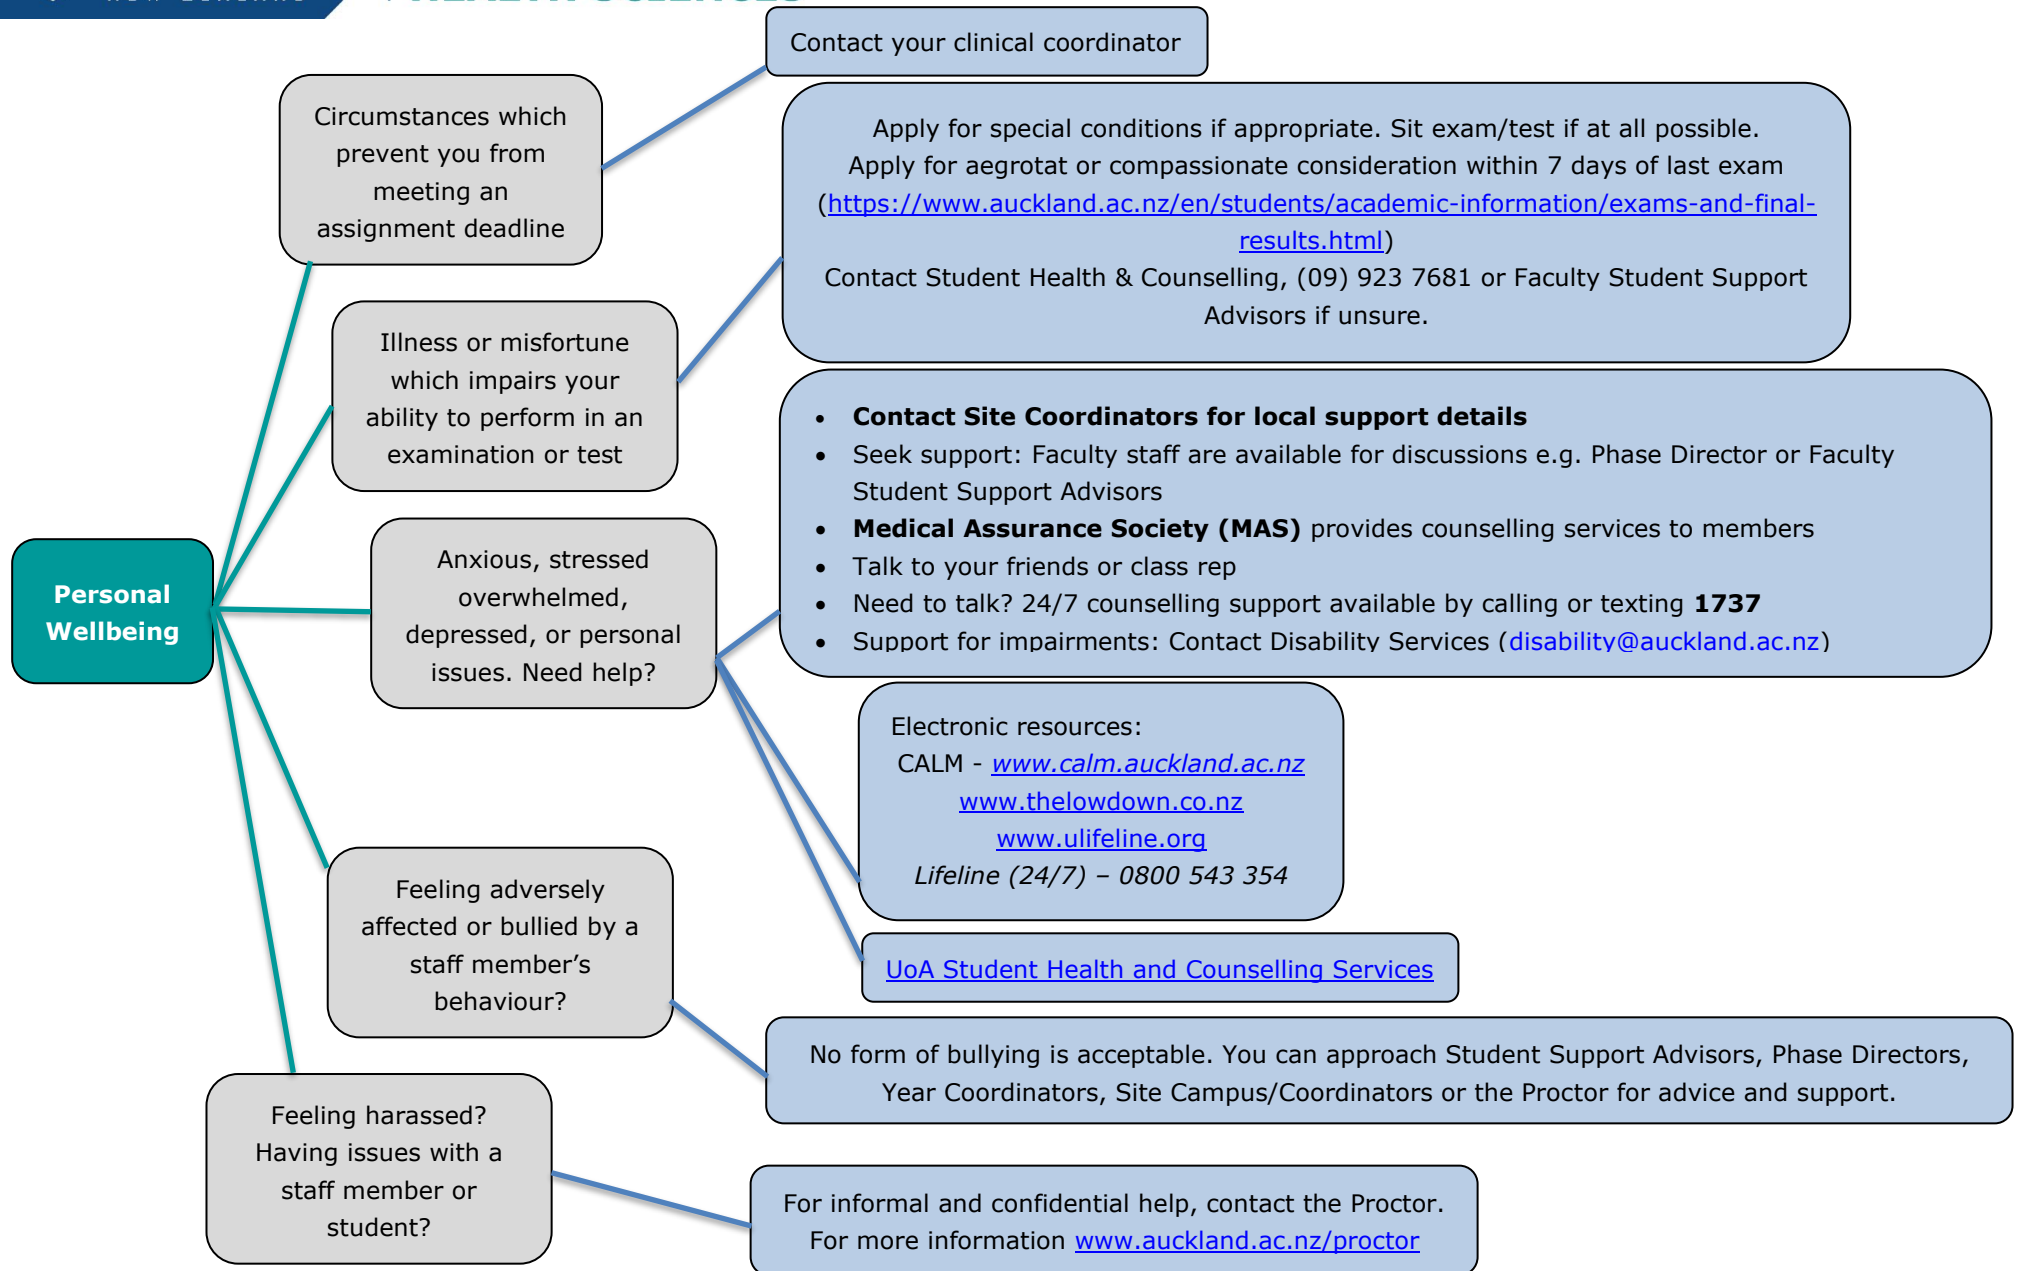 Contact your clinical coordinator
Circumstances which
prevent you from
meeting an
assignment deadline
Apply for special conditions if appropriate. Sit exam/test if at all possible.
Apply for aegrotat or compassionate consideration within 7 days of last exam
(https://www.auckland.ac.nz/en/students/academic-information/exams-and-final-
results.html)
Contact Student Health & Counselling, (09) 923 7681 or Faculty Student Support
Advisors if unsure.
Illness or misfortune
which impairs your
ability to perform in an
examination or test
• Contact Site Coordinators for local support details
• Seek support: Faculty staff are available for discussions e.g. Phase Director or Faculty
Student Support Advisors
• Medical Assurance Society (MAS) provides counselling services to members
• Talk to your friends or class rep
• Need to talk? 24/7 counselling support available by calling or texting 1737
• Support for impairments: Contact Disability Services (disability@auckland.ac.nz)
Anxious, stressed
overwhelmed,
depressed, or personal
issues. Need help?
Personal
Wellbeing
Electronic resources:
CALM - www.calm.auckland.ac.nz
www.thelowdown.co.nz
www.ulifeline.org
Lifeline (24/7) – 0800 543 354
UoA Student Health and Counselling Services
Feeling adversely
affected or bullied by a
staff member’s
behaviour?
No form of bullying is acceptable. You can approach Student Support Advisors, Phase Directors,
Year Coordinators, Site Campus/Coordinators or the Proctor for advice and support.
Feeling harassed?
Having issues with a
staff member or
student?
For informal and confidential help, contact the Proctor.
For more information www.auckland.ac.nz/proctor